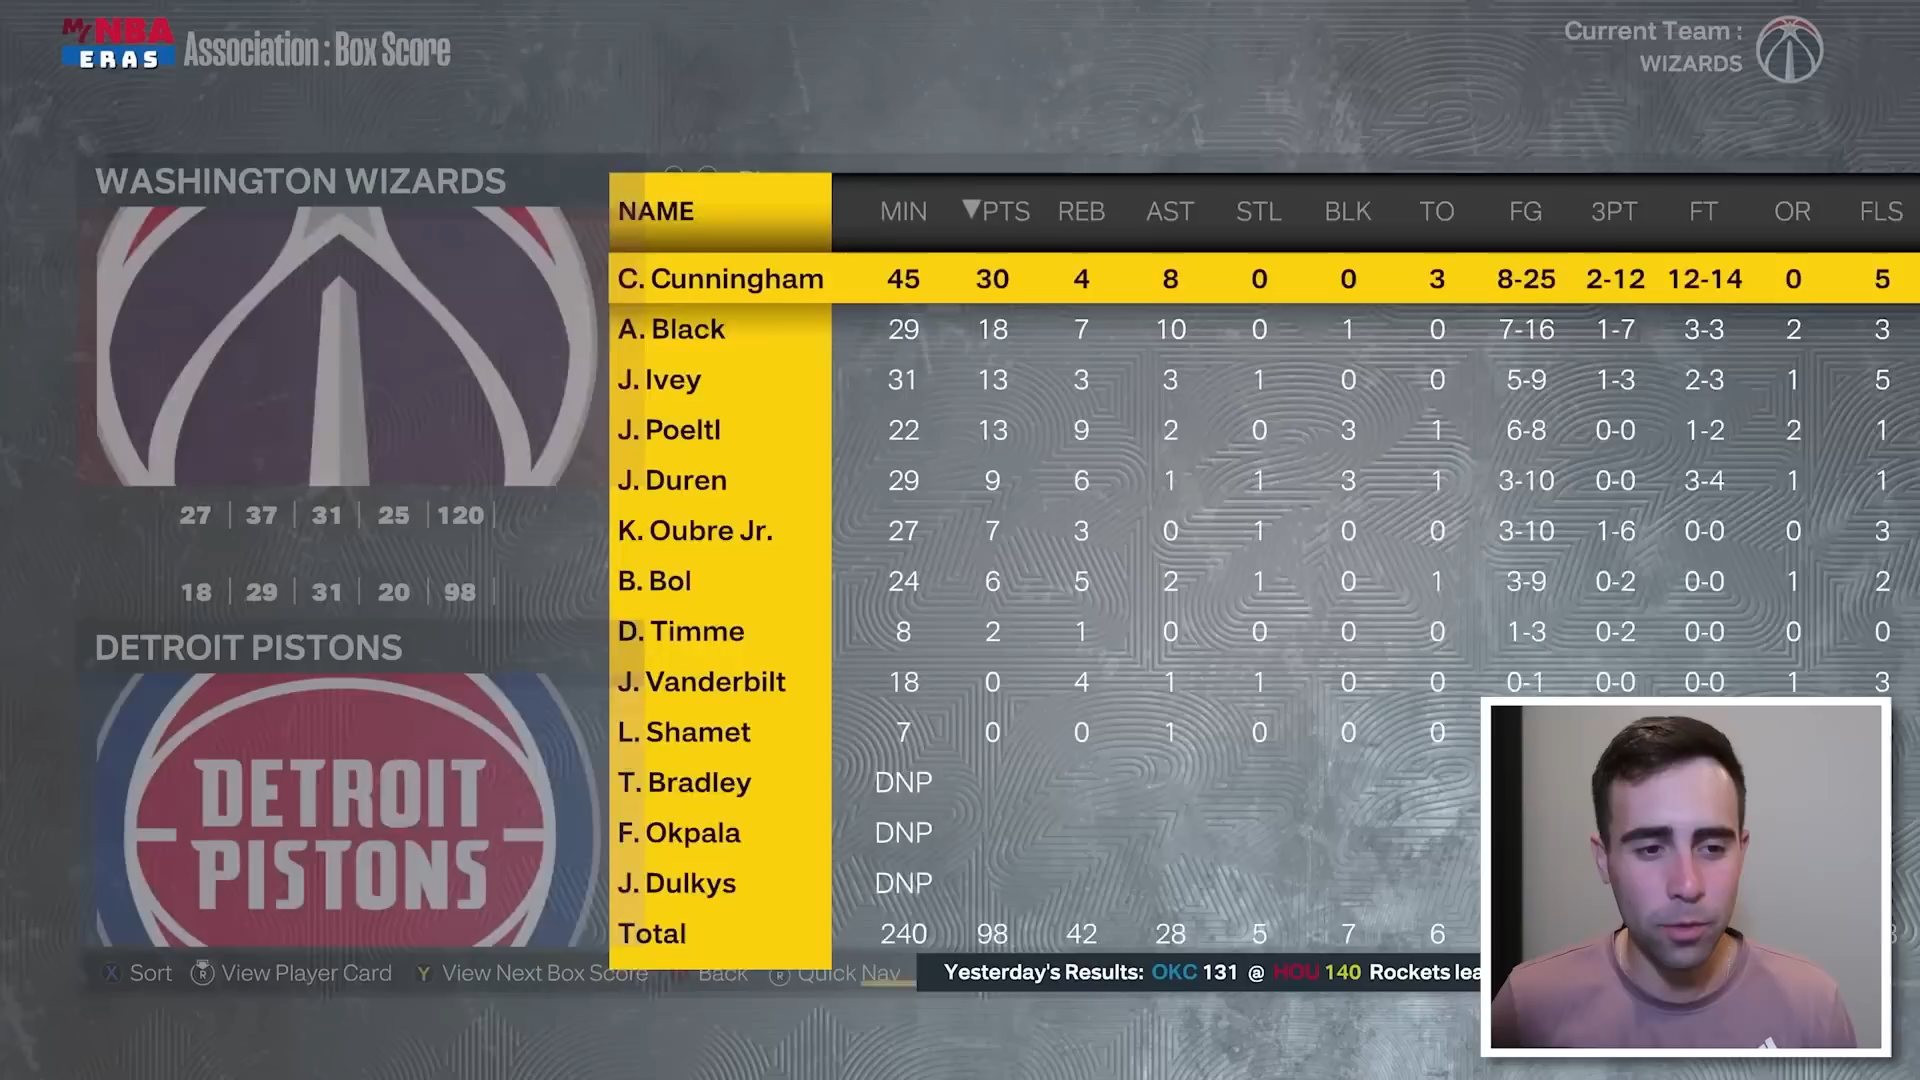 My NBA
ERAS
Association : Box Score
Current Team :
WIZARDS
WASHINGTON WIZARDS
27 37 31 25 120
18 29 31 20 98
DETROIT PISTONS
DETROIT
PISTONS
NAME MIN ▼PTS REB AST STL BLK TO FG 3PT FT OR FLS
C. Cunningham 45 30 4 8 0 0 3 8-25 2-12 12-14 0 5
A. Black 29 18 7 10 0 1 0 7-16 1-7 3-3 2 3
J. Ivey 31 13 3 3 1 0 0 5-9 1-3 2-3 1 5
J. Poeltl 22 13 9 2 0 3 1 6-8 0-0 1-2 2 1
J. Duren 29 9 6 1 1 3 1 3-10 0-0 3-4 1 1
K. Oubre Jr. 27 7 3 0 1 0 0 3-10 1-6 0-0 0 3
B. Bol 24 6 5 2 1 0 1 3-9 0-2 0-0 1 2
D. Timme 8 2 1 0 0 0 0 1-3 0-2 0-0 0 0
J. Vanderbilt 18 0 4 1 1 0 0 0-1 0-0 0-0 1 3
L. Shamet 7 0 0 1 0 0 0
T. Bradley DNP
F. Okpala DNP
J. Dulkys DNP
Total 240 98 42 28 5 7 6
X Sort R View Player Card Y View Next Box Score Back R Quick Nav
Yesterday's Results: OKC 131 @ HOU 140 Rockets lea